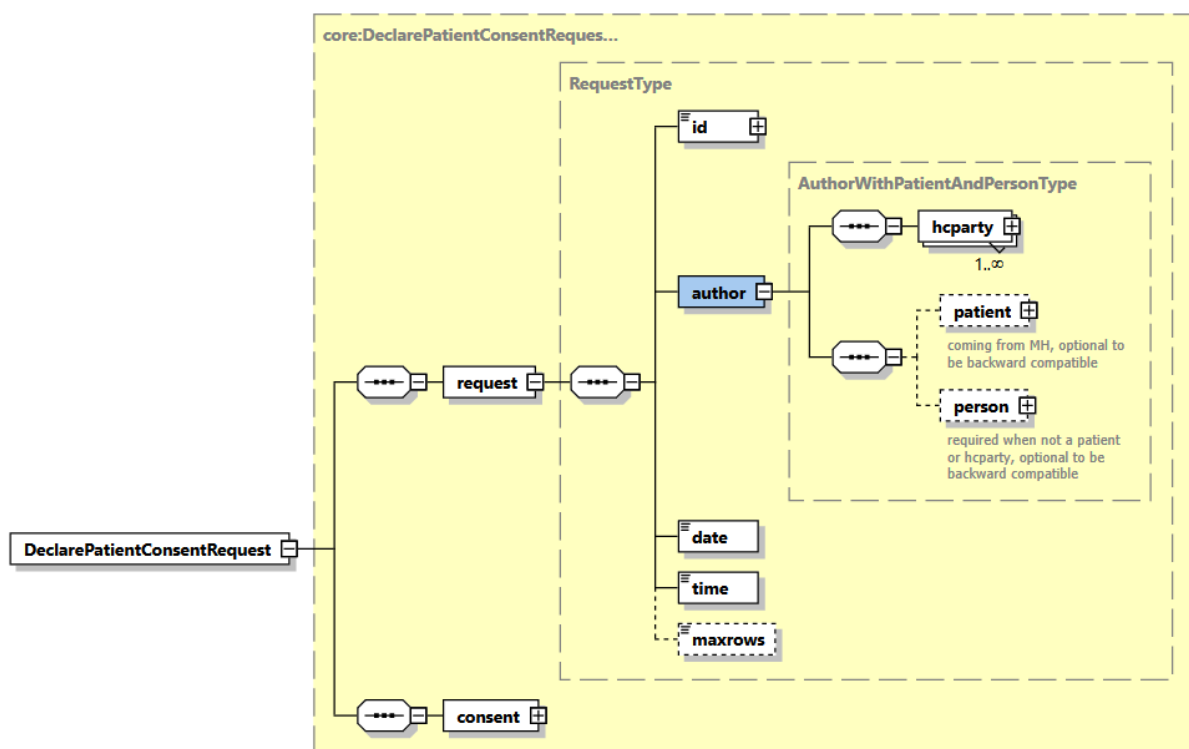 core:DeclarePatientConsentReques...
RequestType
id
AuthorWithPatientAndPersonType
hcparty
1..∞
author
patient
coming from MH, optional to
be backward compatible
request
person
required when not a patient
or hcparty, optional to be
backward compatible
date
DeclarePatientConsentRequest
time
maxrows
consent